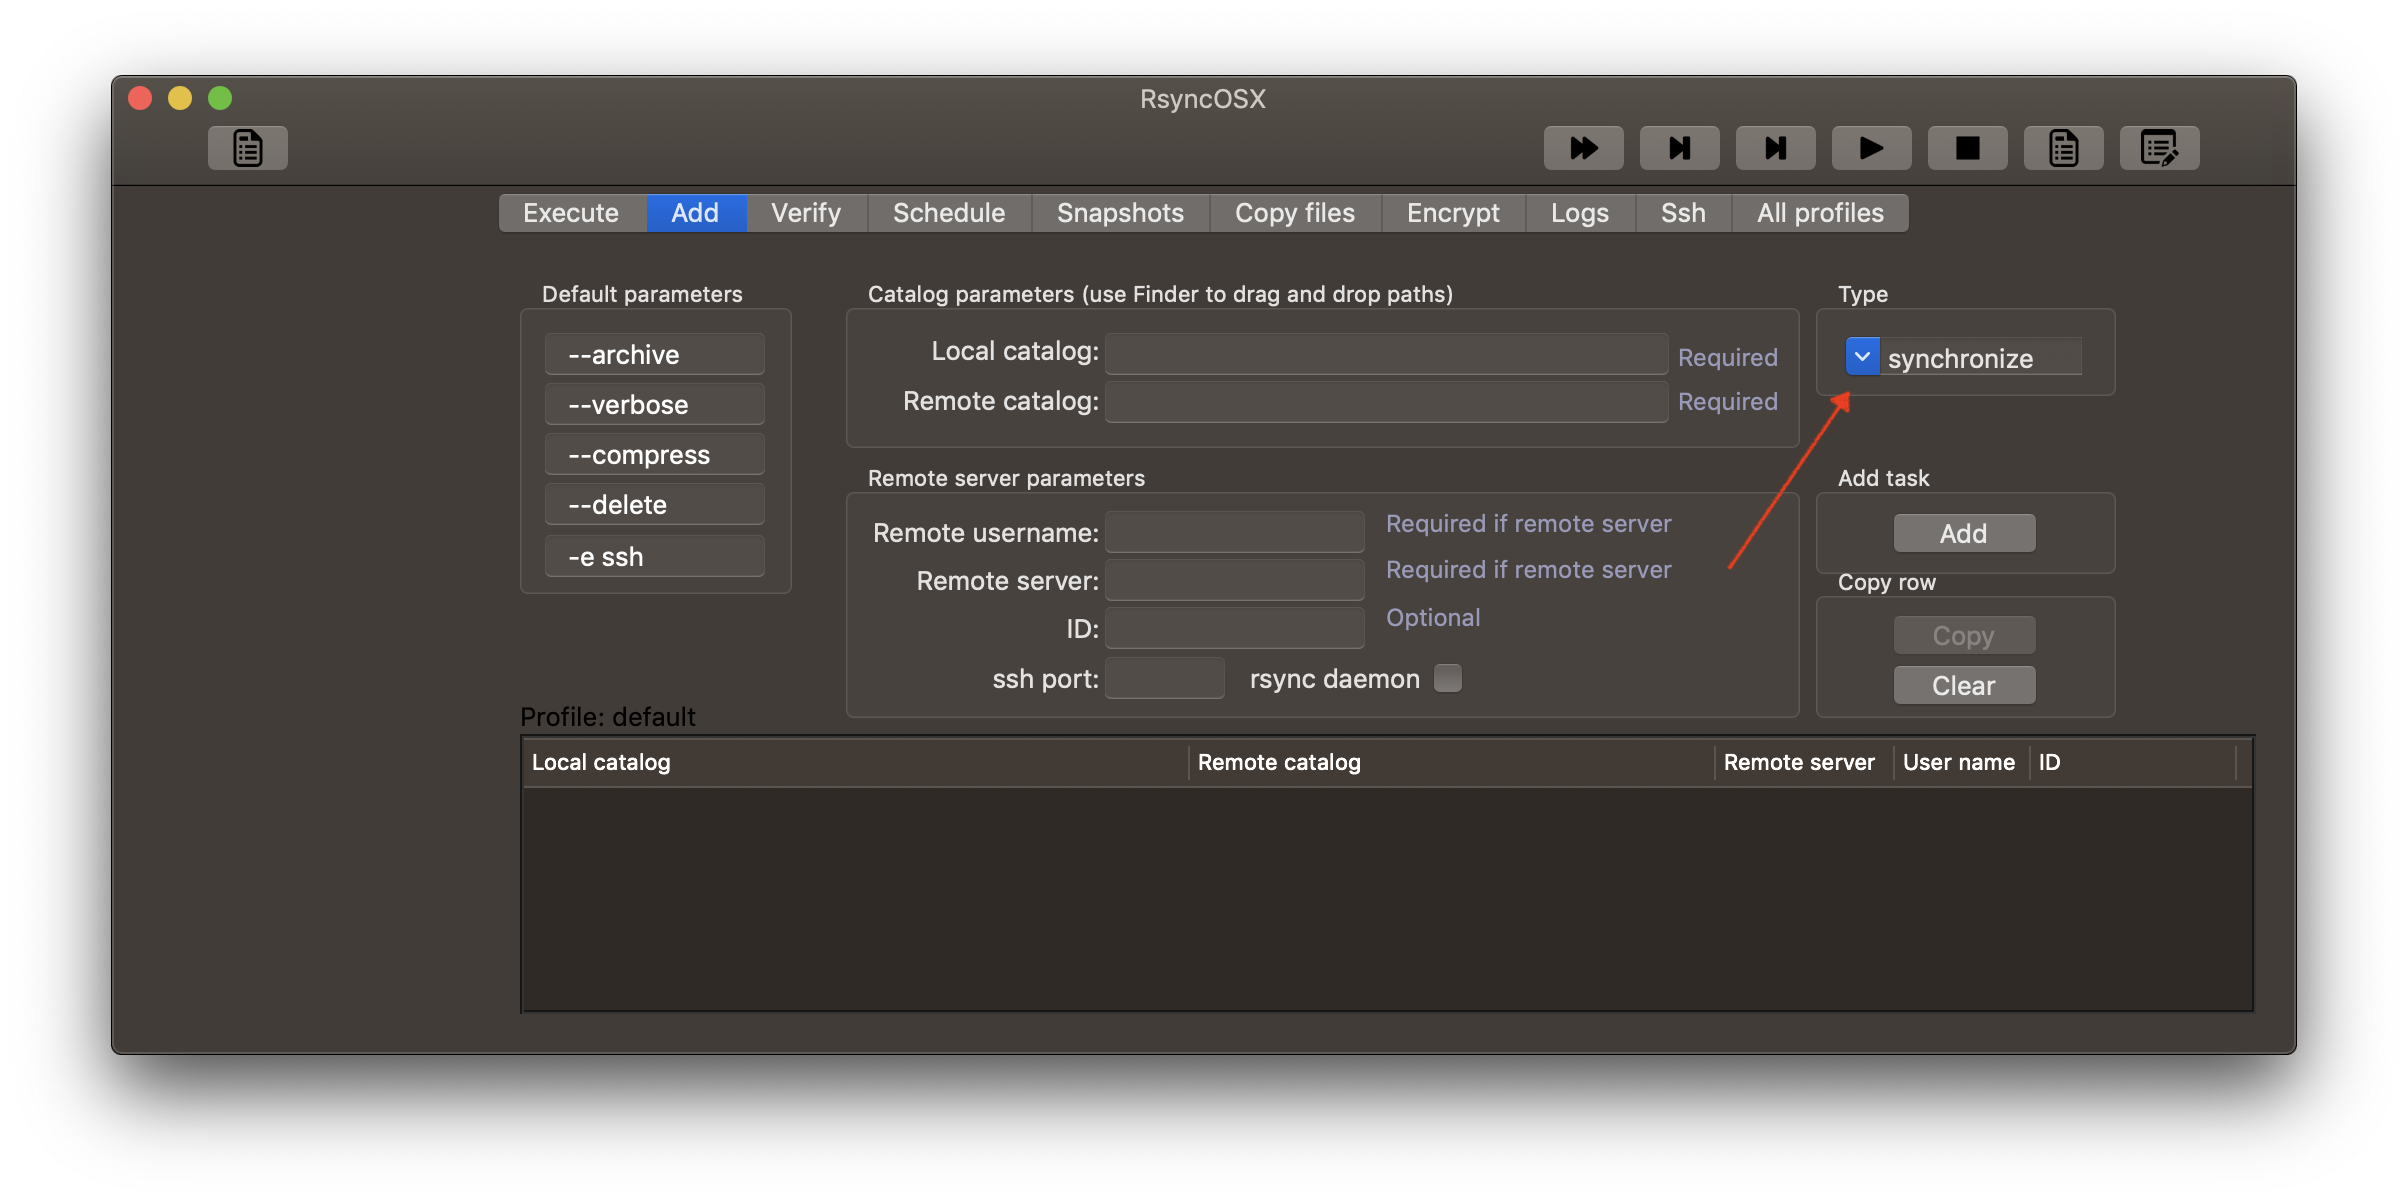 RsyncOSX
Execute Add Verify Schedule Snapshots Copy files Encrypt Logs Ssh All profiles
Default parameters
--archive
--verbose
--compress
--delete
-e ssh
Catalog parameters (use Finder to drag and drop paths)
Local catalog: Required
Remote catalog: Required
Remote server parameters
Remote username: Required if remote server
Remote server: Required if remote server
ID: Optional
ssh port: rsync daemon
Type
synchronize
Add task
Add
Copy row
Copy
Clear
Profile: default
Local catalog Remote catalog Remote server User name ID